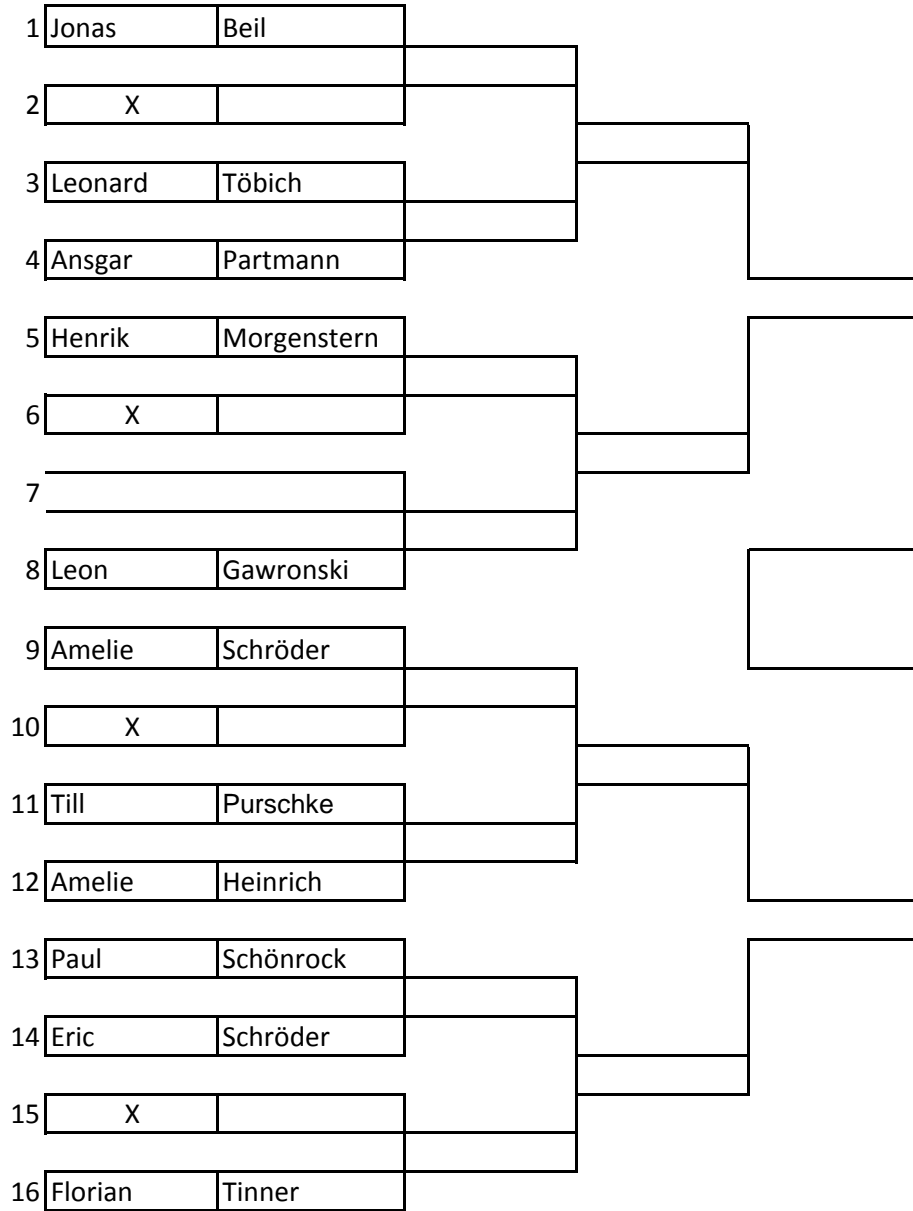 1 Jonas Beil
2 X
3 Leonard Töbich
4 Ansgar Partmann
5 Henrik Morgenstern
6 X
7
8 Leon Gawronski
9 Amelie Schröder
10 X
11 Till Purschke
12 Amelie Heinrich
13 Paul Schönrock
14 Eric Schröder
15 X
16 Florian Tinner